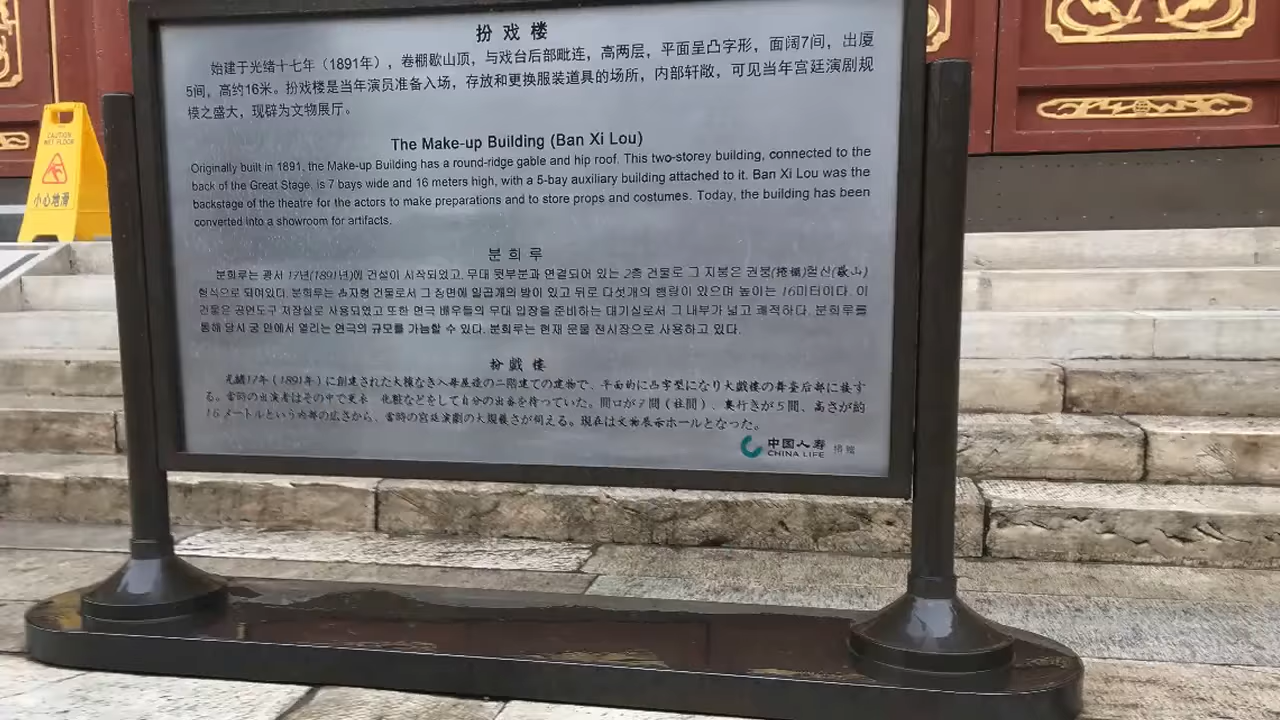 扮戏楼
始建于光绪十七年（1891年），卷棚歇山顶，与戏台后部毗连，高两层，平面呈凸字形，面阔7间，出厦
5间，高约16米。扮戏楼是当年演员准备入场，存放和更换服装道具的场所，内部轩敞，可见当年宫廷演剧规
模之盛大，现辟为文物展厅。
The Make-up Building (Ban Xi Lou)
Originally built in 1891, the Make-up Building has a round-ridge gable and hip roof. This two-storey building, connected to the
back of the Great Stage, is 7 bays wide and 16 meters high, with a 5-bay auxiliary building attached to it. Ban Xi Lou was the
backstage of the theatre for the actors to make preparations and to store props and costumes. Today, the building has been
converted into a showroom for artifacts.
분희루
분희루는 광서 17년(1891년)에 건설이 시작되었고, 무대 뒷부분과 연결되어 있는 2층 건물로 그 지붕은 권붕(捲棚)헐산(歇山)
형식으로 되어있다. 분희루는 凸자형 건물로서 그 정면에 일곱개의 방이 있고 뒤로 다섯개의 행랑이 있으며 높이는 16미터이다. 이
건물은 공연도구 저장실로 사용되었고 또한 연극 배우들의 무대 입장을 준비하는 대기실로서 그 내부가 넓고 쾌적하다. 분희루를
통해 당시 궁 안에서 열리는 연극의 규모를 가늠할 수 있다. 분희루는 현재 문물 전시장으로 사용하고 있다.
扮戲楼
光緒17年（1891年）に創建された大棟なき入母屋造の二階建ての建物で、平面的に凸字型になり大戲楼の舞臺后部に接す
る。當時の出演者はその中で更衣　化粧などをして自分の出番を待っていた。間口が7間（柱間）、奥行きが5間、高さが約
16メートルという内部の広さから、當時の宮廷演劇の大規模さが伺える。現在は文物展示ホールとなった。
中国人寿 捐赠
CHINA LIFE
CAUTION
WET FLOOR
小心地滑